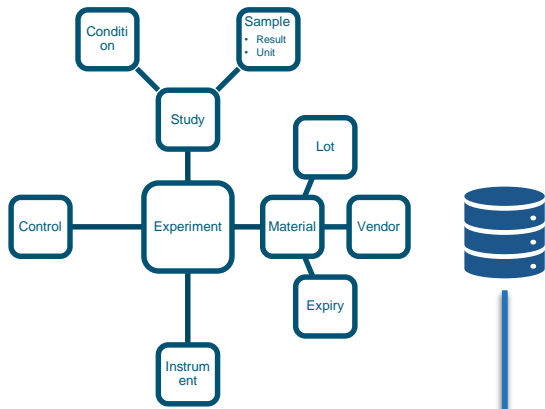 Conditi
on
Sample
• Result
• Unit
Study
Lot
Control
Experiment
Material
Vendor
Expiry
Instrum
ent